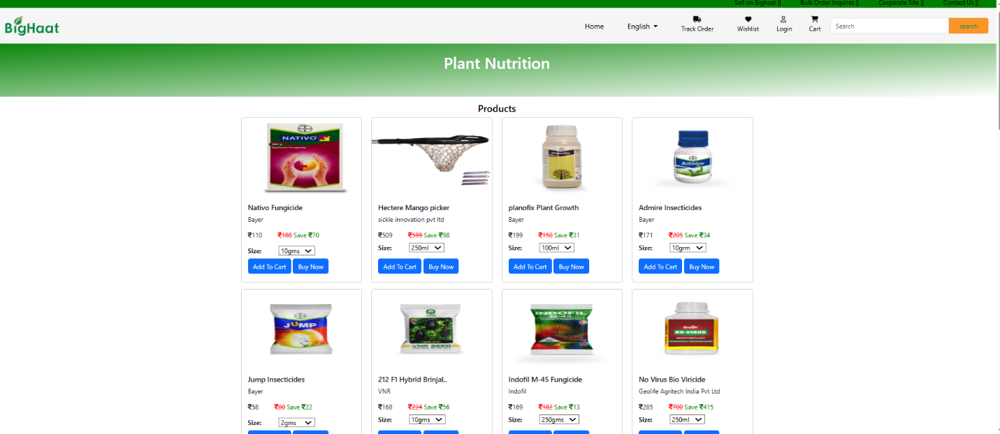 Sell on Bighaat || Bulk Order Inquires || Corporate Site || Contact Us ||
BigHaat
Home English Track Order Wishlist Login Cart Search search
Plant Nutrition
Products
NATIVO
Systemic Fungicide
Planofix
Admire
Nativo Fungicide
Bayer
₹110 ₹180 Save ₹70
Size: 10gms
Add To Cart Buy Now
Hectere Mango picker
sickle innovation pvt ltd
₹509 ₹599 Save ₹98
Size: 250ml
Add To Cart Buy Now
planofix Plant Growth
Bayer
₹199 ₹150 Save ₹31
Size: 100ml
Add To Cart Buy Now
Admire Insecticides
Bayer
₹171 ₹205 Save ₹34
Size: 10grm
Add To Cart Buy Now
JUMP
VNR SEED
INDOFIL
M-45
Geolife
NO-VIRUS
Jump Insecticides
Bayer
₹58 ₹80 Save ₹22
Size: 2gms
212 F1 Hybrid Brinjal..
VNR
₹168 ₹224 Save ₹56
Size: 10gms
Indofil M-45 Fungicide
Indofil
₹169 ₹182 Save ₹13
Size: 250gms
No Virus Bio Viricide
Geolife Agritech India Pvt Ltd
₹285 ₹700 Save ₹415
Size: 250ml